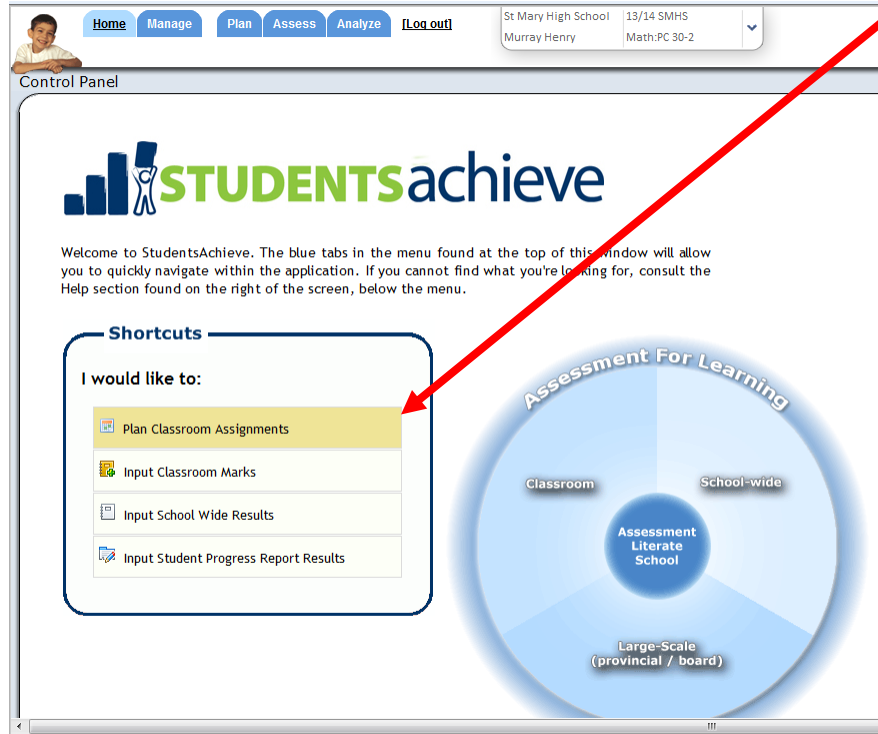 Home Manage Plan Assess Analyze [Log out]
St Mary High School 13/14 SMHS
Murray Henry Math:PC 30-2
Control Panel
STUDENTSachieve
Welcome to StudentsAchieve. The blue tabs in the menu found at the top of this window will allow
you to quickly navigate within the application. If you cannot find what you're looking for, consult the
Help section found on the right of the screen, below the menu.
Shortcuts
I would like to:
Plan Classroom Assignments
Input Classroom Marks
Input School Wide Results
Input Student Progress Report Results
Assessment For Learning
Classroom
School-wide
Assessment
Literate
School
Large-Scale
(provincial / board)